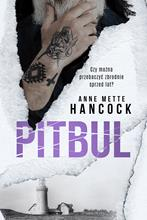 Czy można
przebaczyć zbrodnie
sprzed lat?
ANNE METTE
HANCOCK
PITBUL